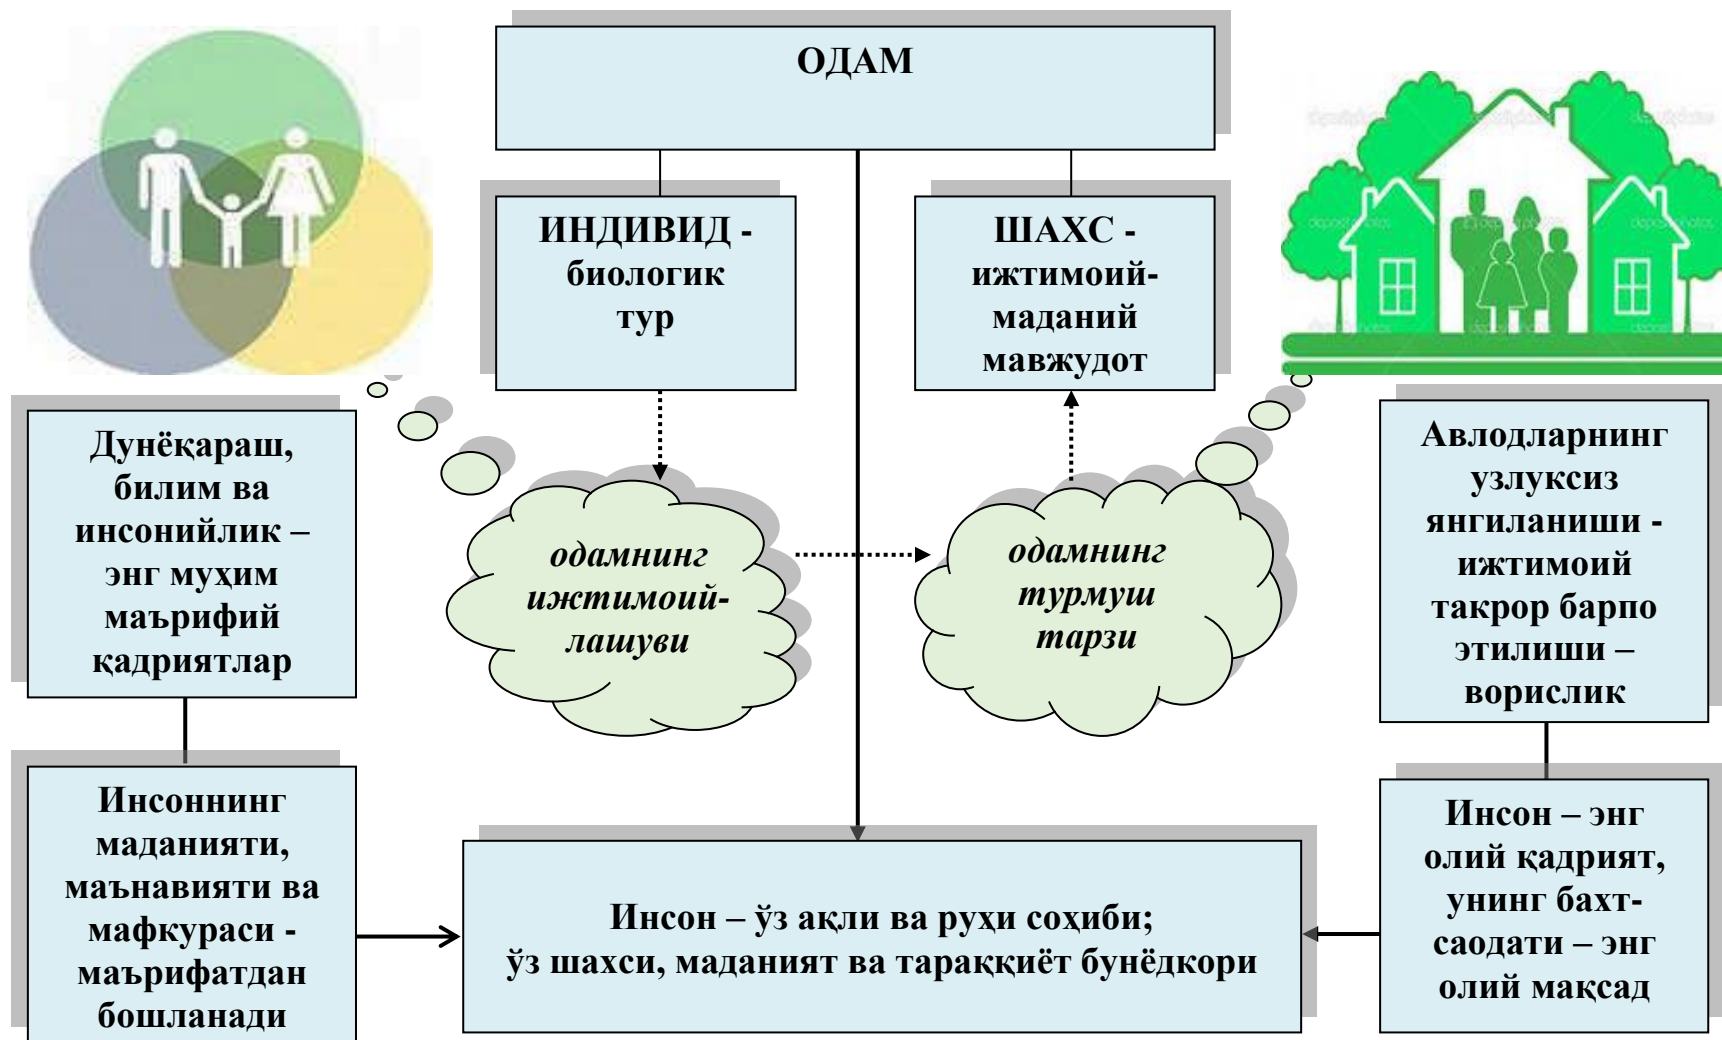 ОДАМ
ИНДИВИД -
биологик
тур
ШАХС -
ижтимоий-
маданий
мавжудот
Дунёқараш,
билим ва
инсонийлик –
энг муҳим
маърифий
қадриятлар
одамнинг
ижтимоий-
лашуви
одамнинг
турмуш
тарзи
Авлодларнинг
узлуксиз
янгиланиши -
ижтимоий
такрор барпо
этилиши –
ворислик
Инсоннинг
маданияти,
маънавияти ва
мафкураси -
маърифатдан
бошланади
Инсон – ўз ақли ва руҳи соҳиби;
ўз шахси, маданият ва тараққиёт бунёдкори
Инсон – энг
олий қадрият,
унинг бахт-
саодати – энг
олий мақсад